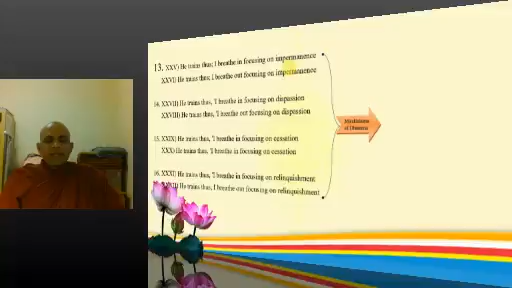 13. XXV) He trains thus; I breathe in focusing on impermanence
XXVI He trains thus; I breathe out focusing on impermanence
14. XXVII) He trains thus, 'I breathe in focusing on dispassion
XXVIII) He trains thus, 'I breathe out focusing on dispassion
15. XXIX) He trains thus, 'I breathe in focusing on cessation
XXX) He trains thus, 'I breathe in focusing on cessation
16. XXXI) He trains thus, 'I breathe in focusing on relinquishment
He trains thus, I breathe out focusing on relinquishment
Mindfulness
of Dhamma